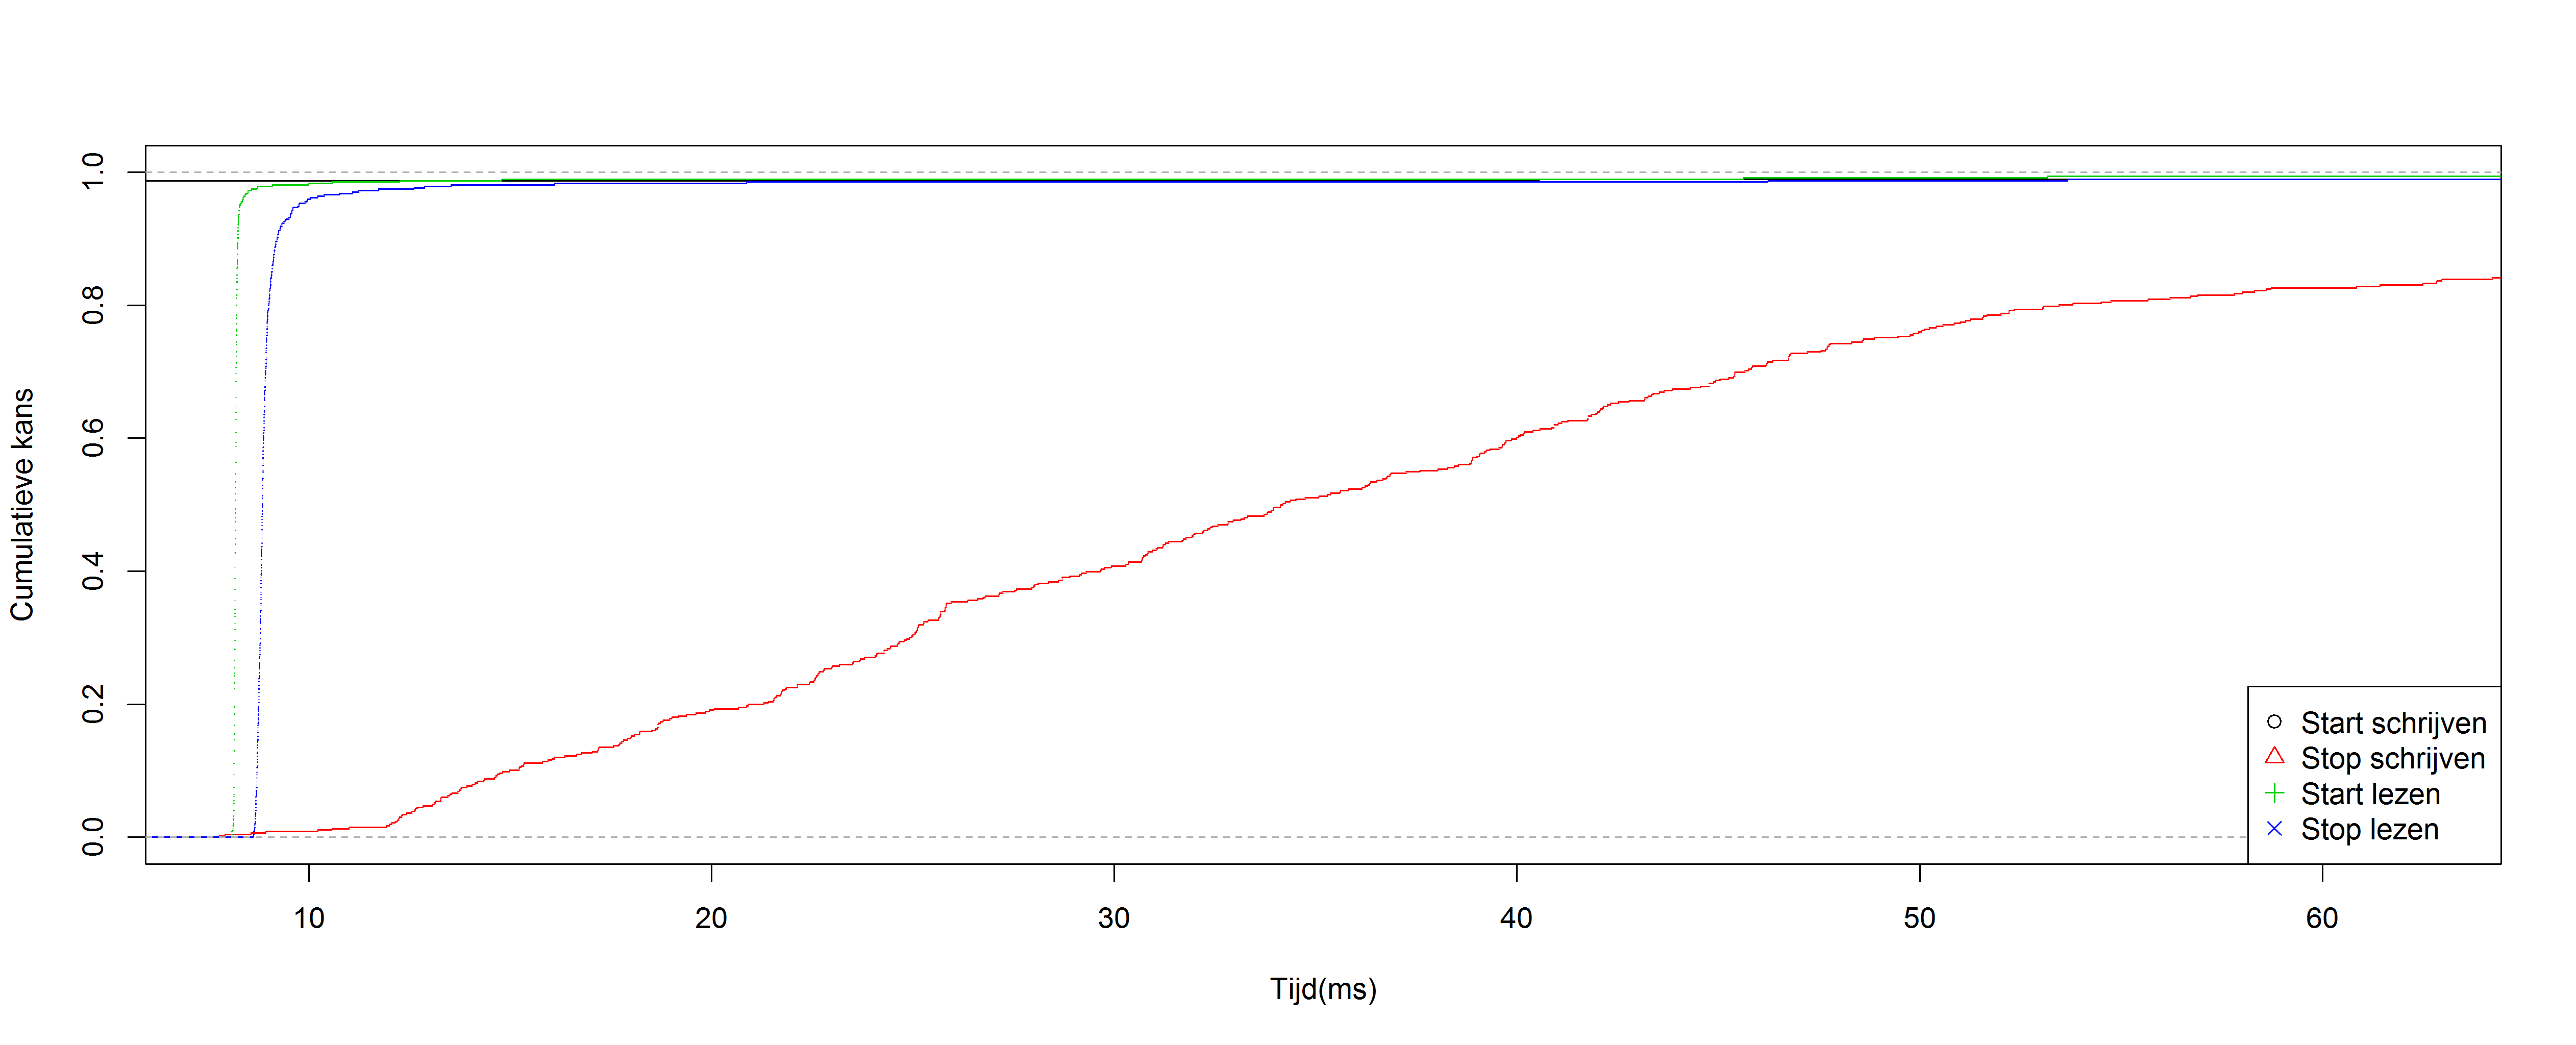 1.0
0.8
0.6
0.4
0.2
0.0
Cumulatieve kans
Start schrijven
Stop schrijven
Start lezen
Stop lezen
10 20 30 40 50 60
Tijd(ms)